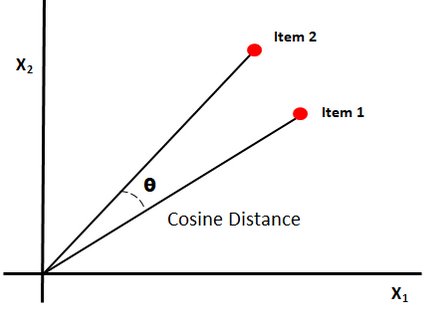 Item 2
X₂
Item 1
θ
Cosine Distance
X₁